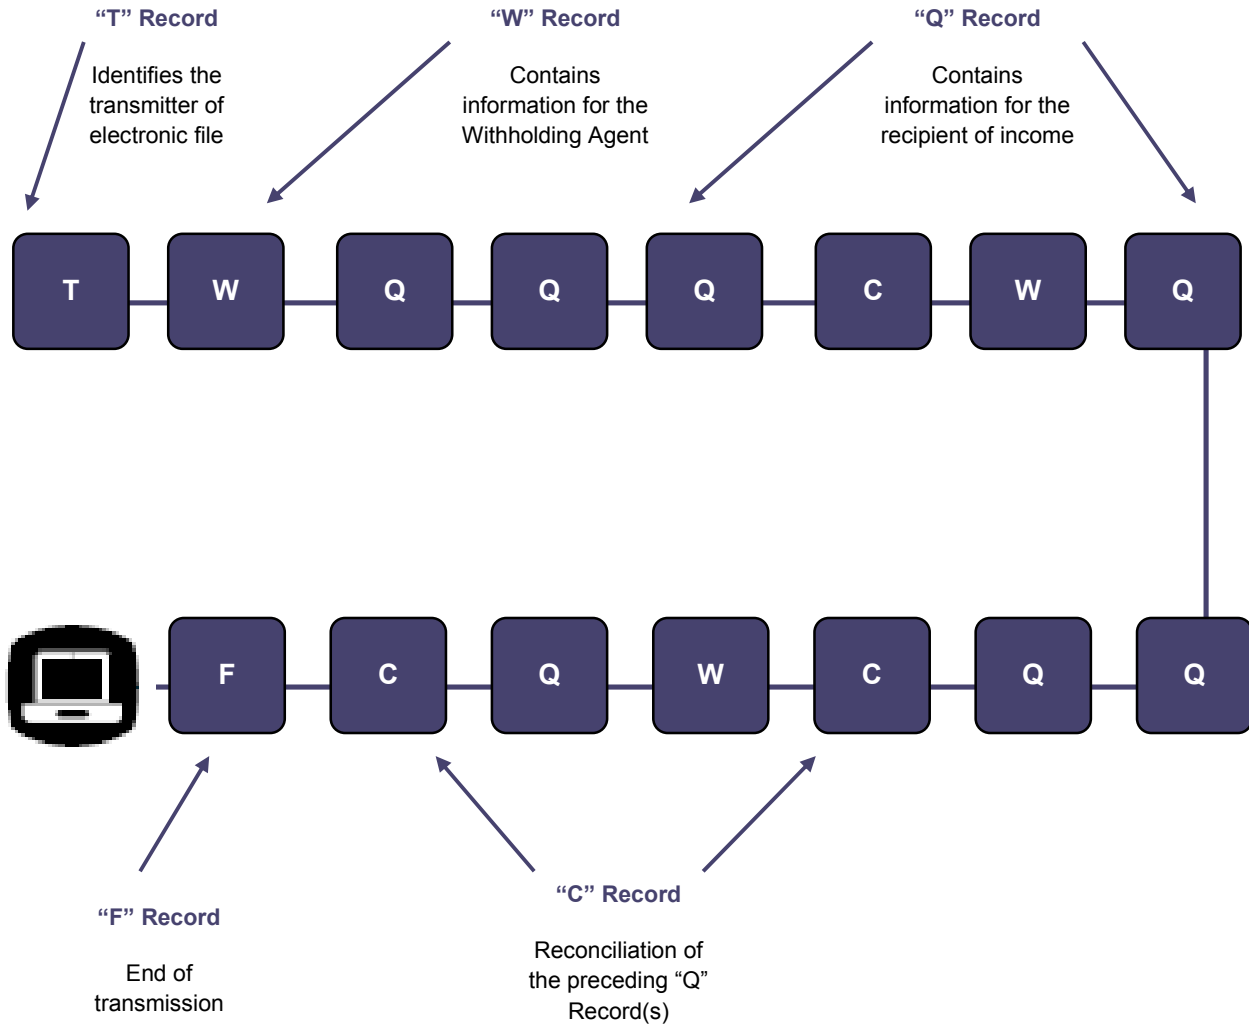 “T” Record
Identifies the
transmitter of
electronic file
“W” Record
Contains
information for the
Withholding Agent
“Q” Record
Contains
information for the
recipient of income
T
W
Q
Q
Q
C
W
Q
F
C
Q
W
C
Q
Q
“F” Record
End of
transmission
“C” Record
Reconciliation of
the preceding “Q”
Record(s)